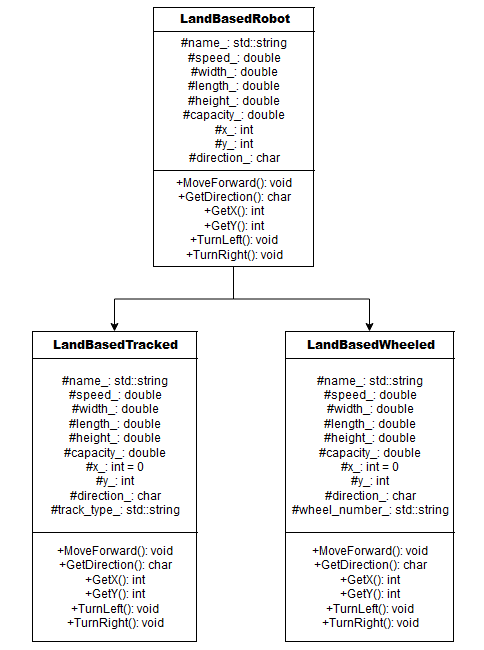 LandBasedRobot
#name_: std::string
#speed_: double
#width_: double
#length_: double
#height_: double
#capacity_: double
#x_: int
#y_: int
#direction_: char
+MoveForward(): void
+GetDirection(): char
+GetX(): int
+GetY(): int
+TurnLeft(): void
+TurnRight(): void
LandBasedTracked
#name_: std::string
#speed_: double
#width_: double
#length_: double
#height_: double
#capacity_: double
#x_: int = 0
#y_: int
#direction_: char
#track_type_: std::string
+MoveForward(): void
+GetDirection(): char
+GetX(): int
+GetY(): int
+TurnLeft(): void
+TurnRight(): void
LandBasedWheeled
#name_: std::string
#speed_: double
#width_: double
#length_: double
#height_: double
#capacity_: double
#x_: int = 0
#y_: int
#direction_: char
#wheel_number_: std::string
+MoveForward(): void
+GetDirection(): char
+GetX(): int
+GetY(): int
+TurnLeft(): void
+TurnRight(): void